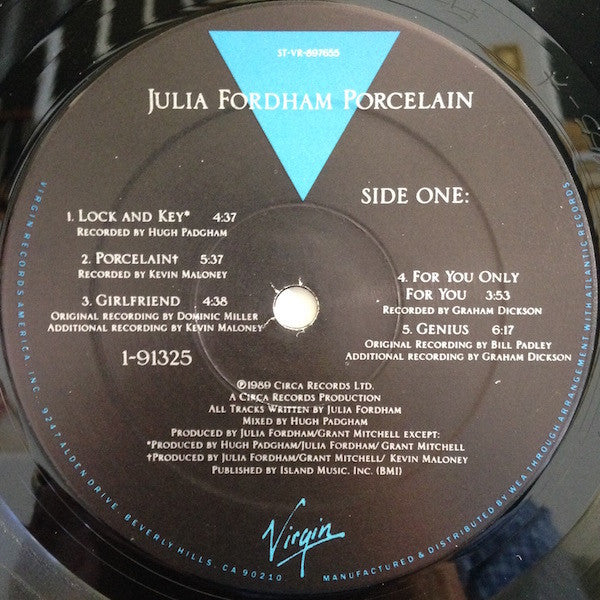 ST-VR-897655
JULIA FORDHAM PORCELAIN
SIDE ONE:
1. LOCK AND KEY* 4:37
RECORDED BY HUGH PADGHAM
2. PORCELAIN† 5:37
RECORDED BY KEVIN MALONEY
3. GIRLFRIEND 4:38
ORIGINAL RECORDING BY DOMINIC MILLER
ADDITIONAL RECORDING BY KEVIN MALONEY
1-91325
4. FOR YOU ONLY
FOR YOU 3:53
RECORDED BY GRAHAM DICKSON
5. GENIUS 6:17
ORIGINAL RECORDING BY BILL PADLEY
ADDITIONAL RECORDING BY GRAHAM DICKSON
℗1989 CIRCA RECORDS LTD.
A CIRCA RECORDS PRODUCTION
ALL TRACKS WRITTEN BY JULIA FORDHAM
MIXED BY HUGH PADGHAM
PRODUCED BY JULIA FORDHAM/GRANT MITCHELL EXCEPT:
*PRODUCED BY HUGH PADGHAM/JULIA FORDHAM/ GRANT MITCHELL
†PRODUCED BY JULIA FORDHAM/GRANT MITCHELL/ KEVIN MALONEY
PUBLISHED BY ISLAND MUSIC, INC. (BMI)
Virgin
VIRGIN RECORDS AMERICA, INC., 9247 ALDEN DRIVE, BEVERLY HILLS, CA 90210
MANUFACTURED & DISTRIBUTED BY WEA THROUGH ARRANGEMENT WITH ATLANTIC RECORDS